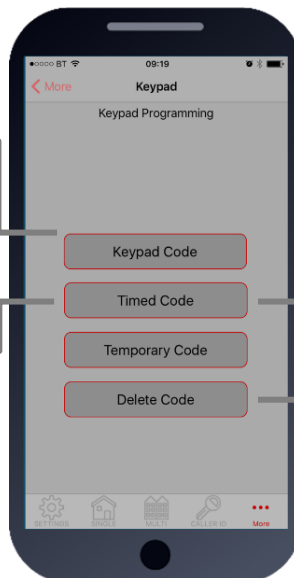 BT 09:19
More Keypad
Keypad Programming
Keypad Code
Timed Code
Temporary Code
Delete Code
SETTINGS SINGLE MULTI CALLER ID More